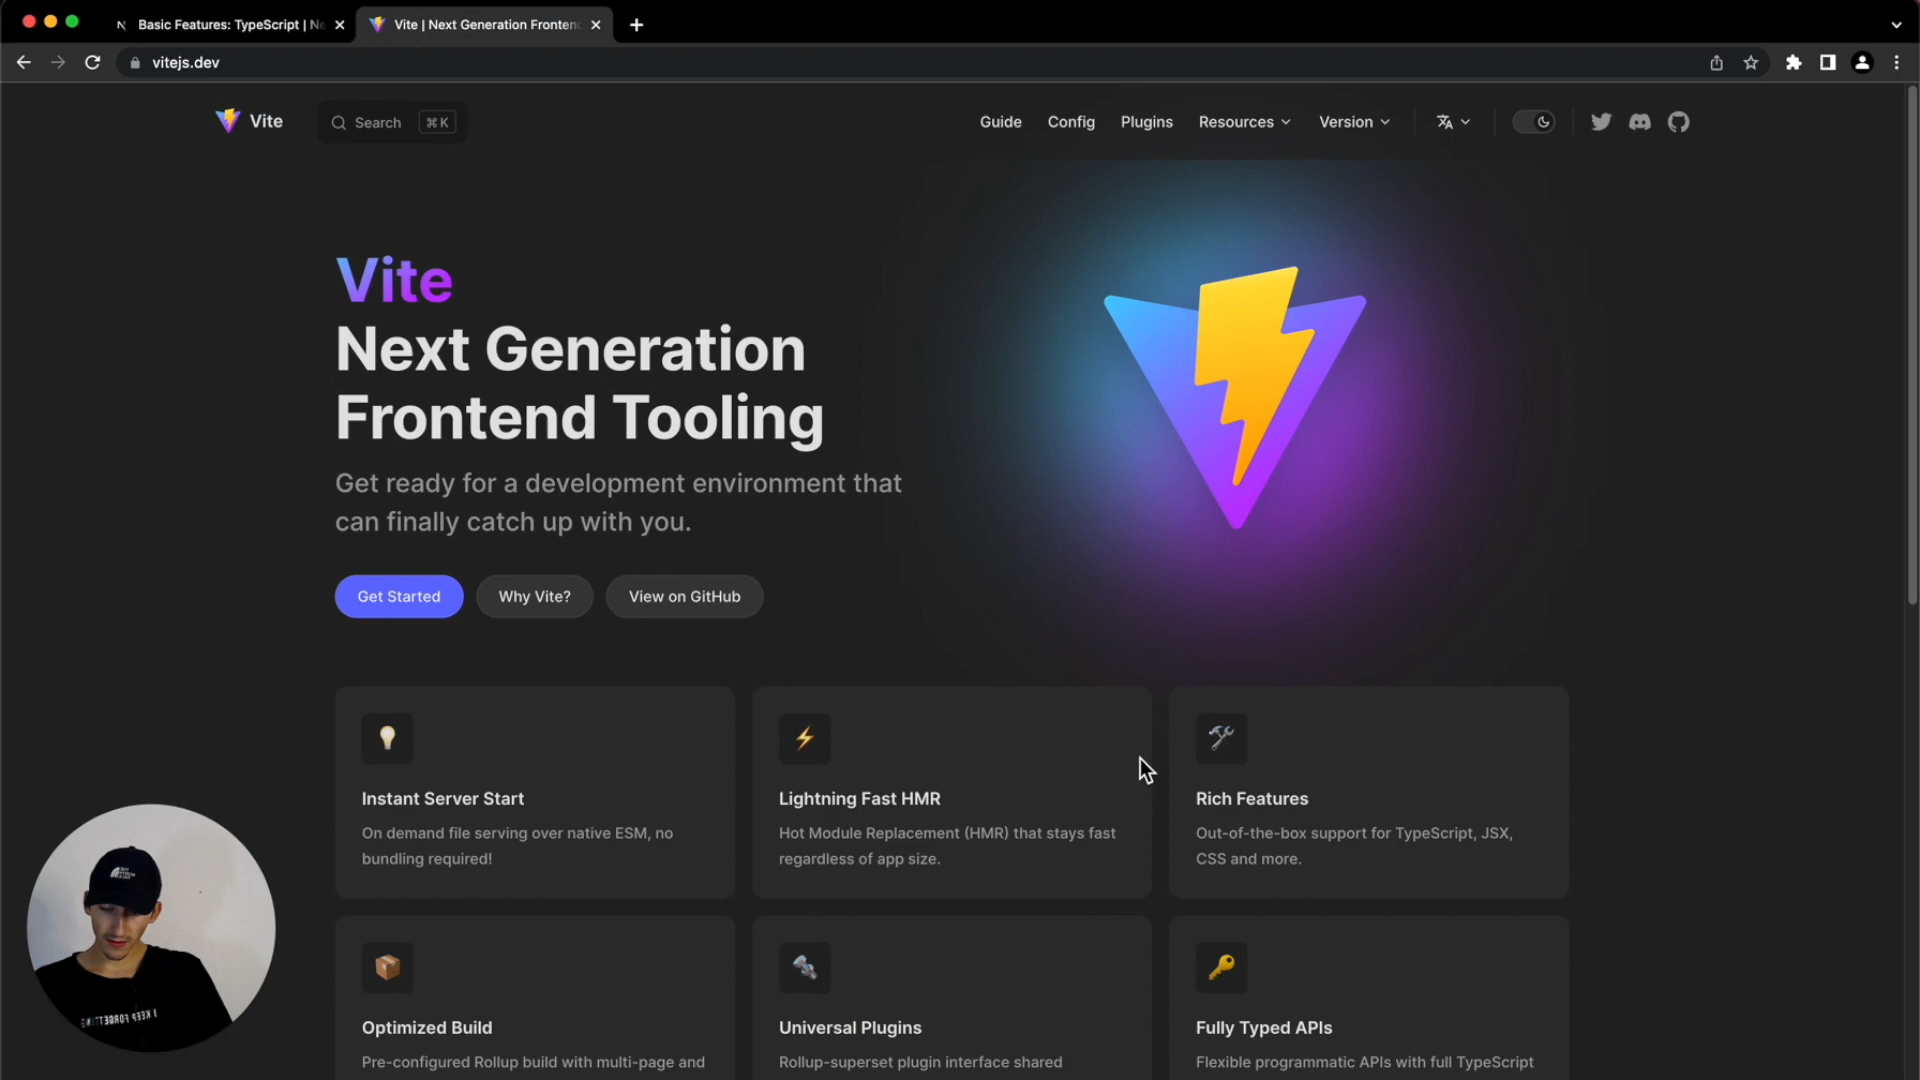 Basic Features: TypeScript | Ne
Vite | Next Generation Fronten
vitejs.dev
Vite
Search
⌘ K
Guide
Config
Plugins
Resources
Version
Vite
Next Generation
Frontend Tooling
Get ready for a development environment that
can finally catch up with you.
Get Started
Why Vite?
View on GitHub
Instant Server Start
On demand file serving over native ESM, no
bundling required!
Lightning Fast HMR
Hot Module Replacement (HMR) that stays fast
regardless of app size.
Rich Features
Out-of-the-box support for TypeScript, JSX,
CSS and more.
Optimized Build
Pre-configured Rollup build with multi-page and
Universal Plugins
Rollup-superset plugin interface shared
Fully Typed APIs
Flexible programmatic APIs with full TypeScript
I KEEP FORGETTING